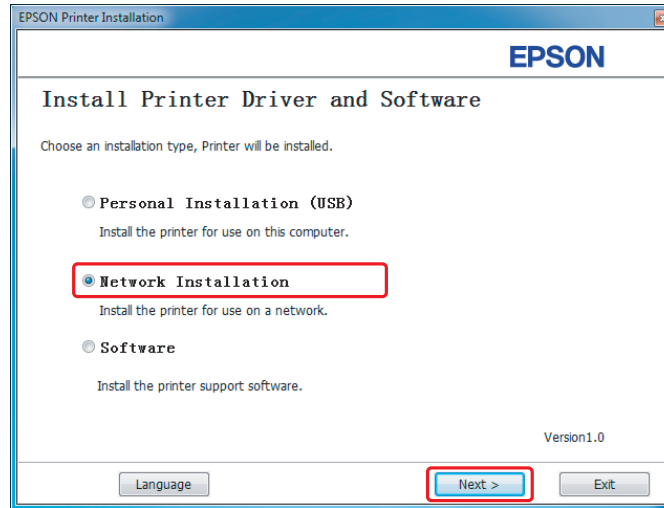 EPSON Printer Installation
EPSON
Install Printer Driver and Software
Choose an installation type, Printer will be installed.
Personal Installation (USB)
Install the printer for use on this computer.
Network Installation
Install the printer for use on a network.
Software
Install the printer support software.
Version1.0
Language
Next >
Exit